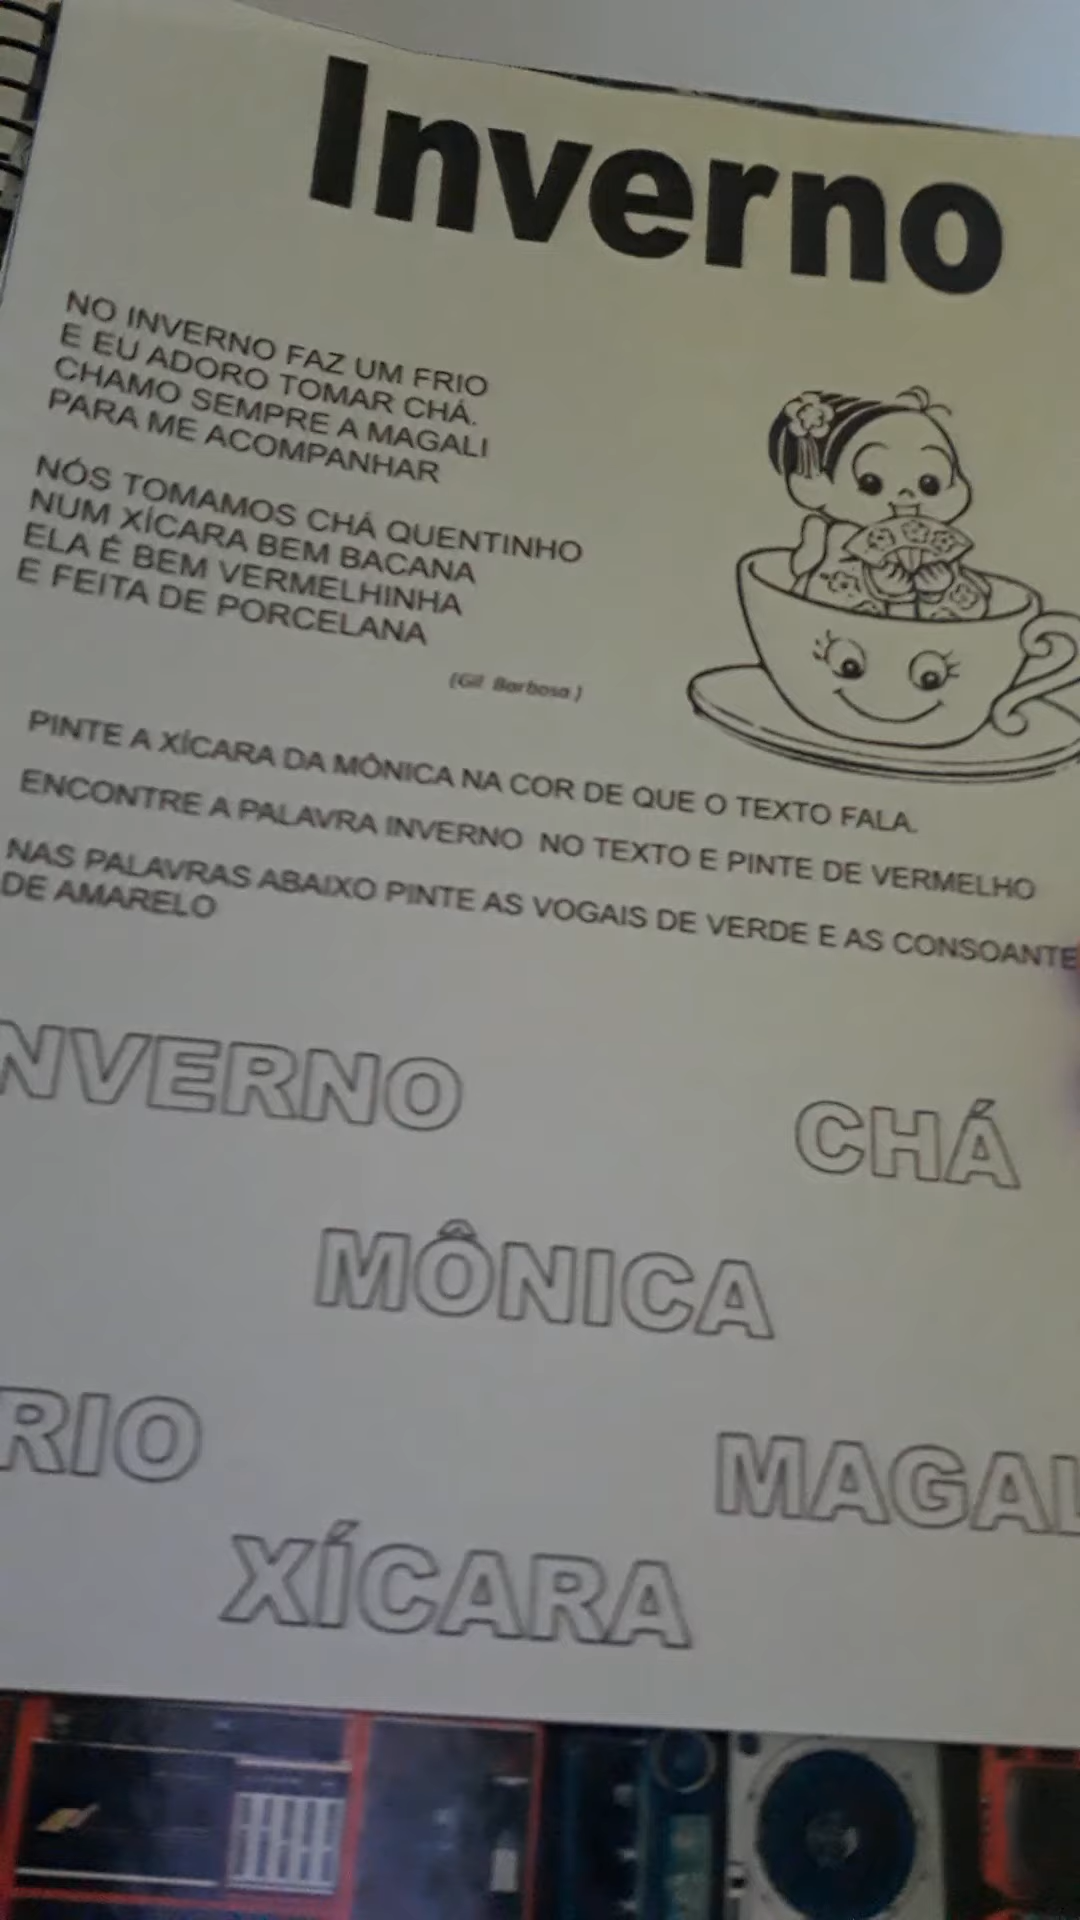 Inverno
NO INVERNO FAZ UM FRIO
E EU ADORO TOMAR CHÁ.
CHAMO SEMPRE A MAGALI
PARA ME ACOMPANHAR
NÓS TOMAMOS CHÁ QUENTINHO
NUM XÍCARA BEM BACANA
ELA É BEM VERMELHINHA
E FEITA DE PORCELANA
(Gil Barbosa)
PINTE A XÍCARA DA MÔNICA NA COR DE QUE O TEXTO FALA.
ENCONTRE A PALAVRA INVERNO NO TEXTO E PINTE DE VERMELHO
NAS PALAVRAS ABAIXO PINTE AS VOGAIS DE VERDE E AS CONSOANTE
DE AMARELO
NVERNO
CHÁ
MÔNICA
RIO
MAGAL
XÍCARA